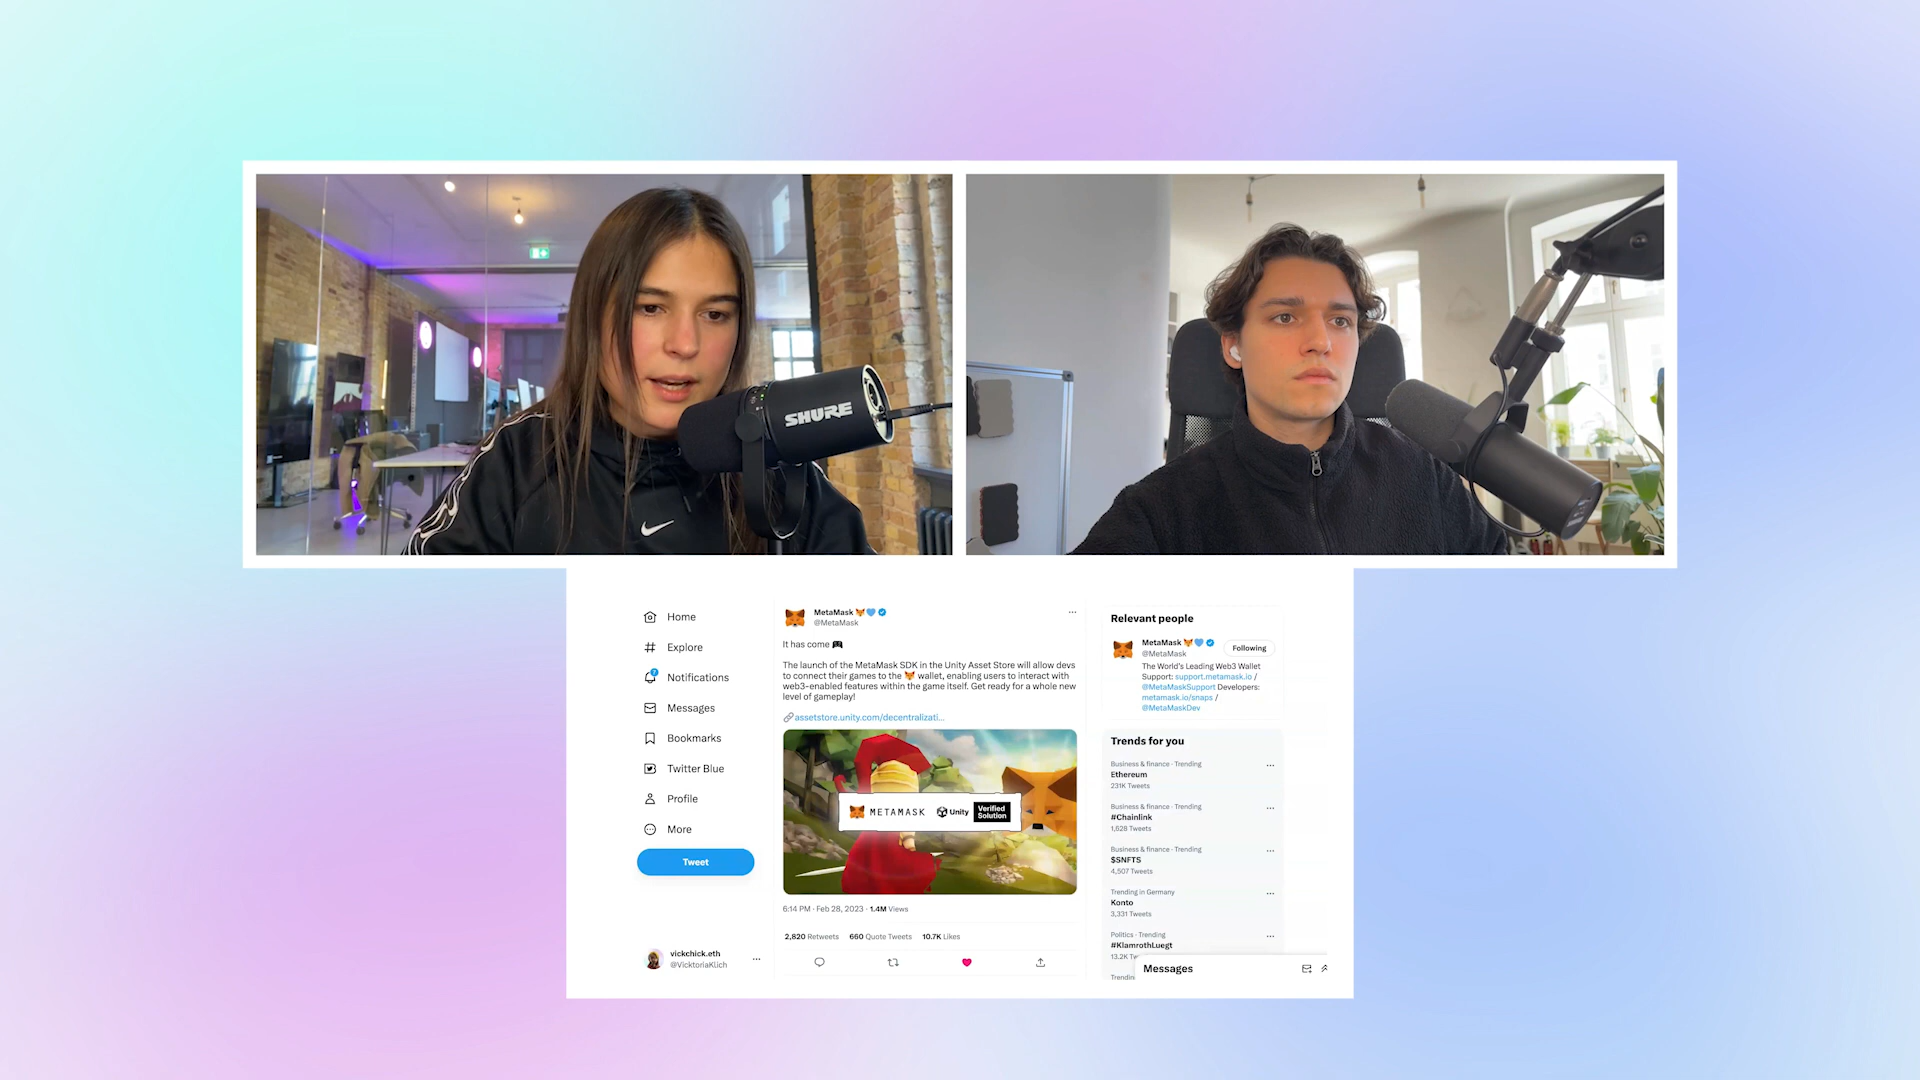 SHURE
Home
Explore
Notifications
Messages
Bookmarks
Twitter Blue
Profile
More
Tweet
vickchick.eth
@VicktoriaKlich
MetaMask
@MetaMask
It has come
The launch of the MetaMask SDK in the Unity Asset Store will allow devs
to connect their games to the wallet, enabling users to interact with
web3-enabled features within the game itself. Get ready for a whole new
level of gameplay!
assetstore.unity.com/decentralizati...
METAMASK Unity Verified
Solution
6:14 PM · Feb 28, 2023 · 1.4M Views
2,820 Retweets 660 Quote Tweets 10.7K Likes
Relevant people
MetaMask
@MetaMask
Following
The World's Leading Web3 Wallet
Support: support.metamask.io /
@MetaMaskSupport Developers:
metamask.io/snaps /
@MetaMaskDev
Trends for you
Business & finance · Trending
Ethereum
231K Tweets
Business & finance · Trending
#Chainlink
1,628 Tweets
Business & finance · Trending
$SNFTS
4,507 Tweets
Trending in Germany
Konto
3,331 Tweets
Politics · Trending
#KlamrothLuegt
13.2K Tw
Trendin
Messages